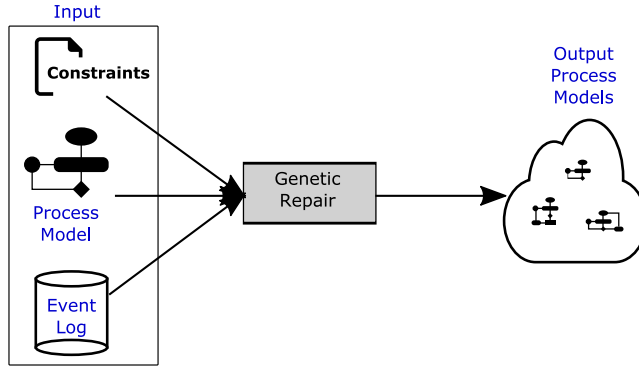 Input
Constraints
Process
Model
Event
Log
Genetic
Repair
Output
Process
Models